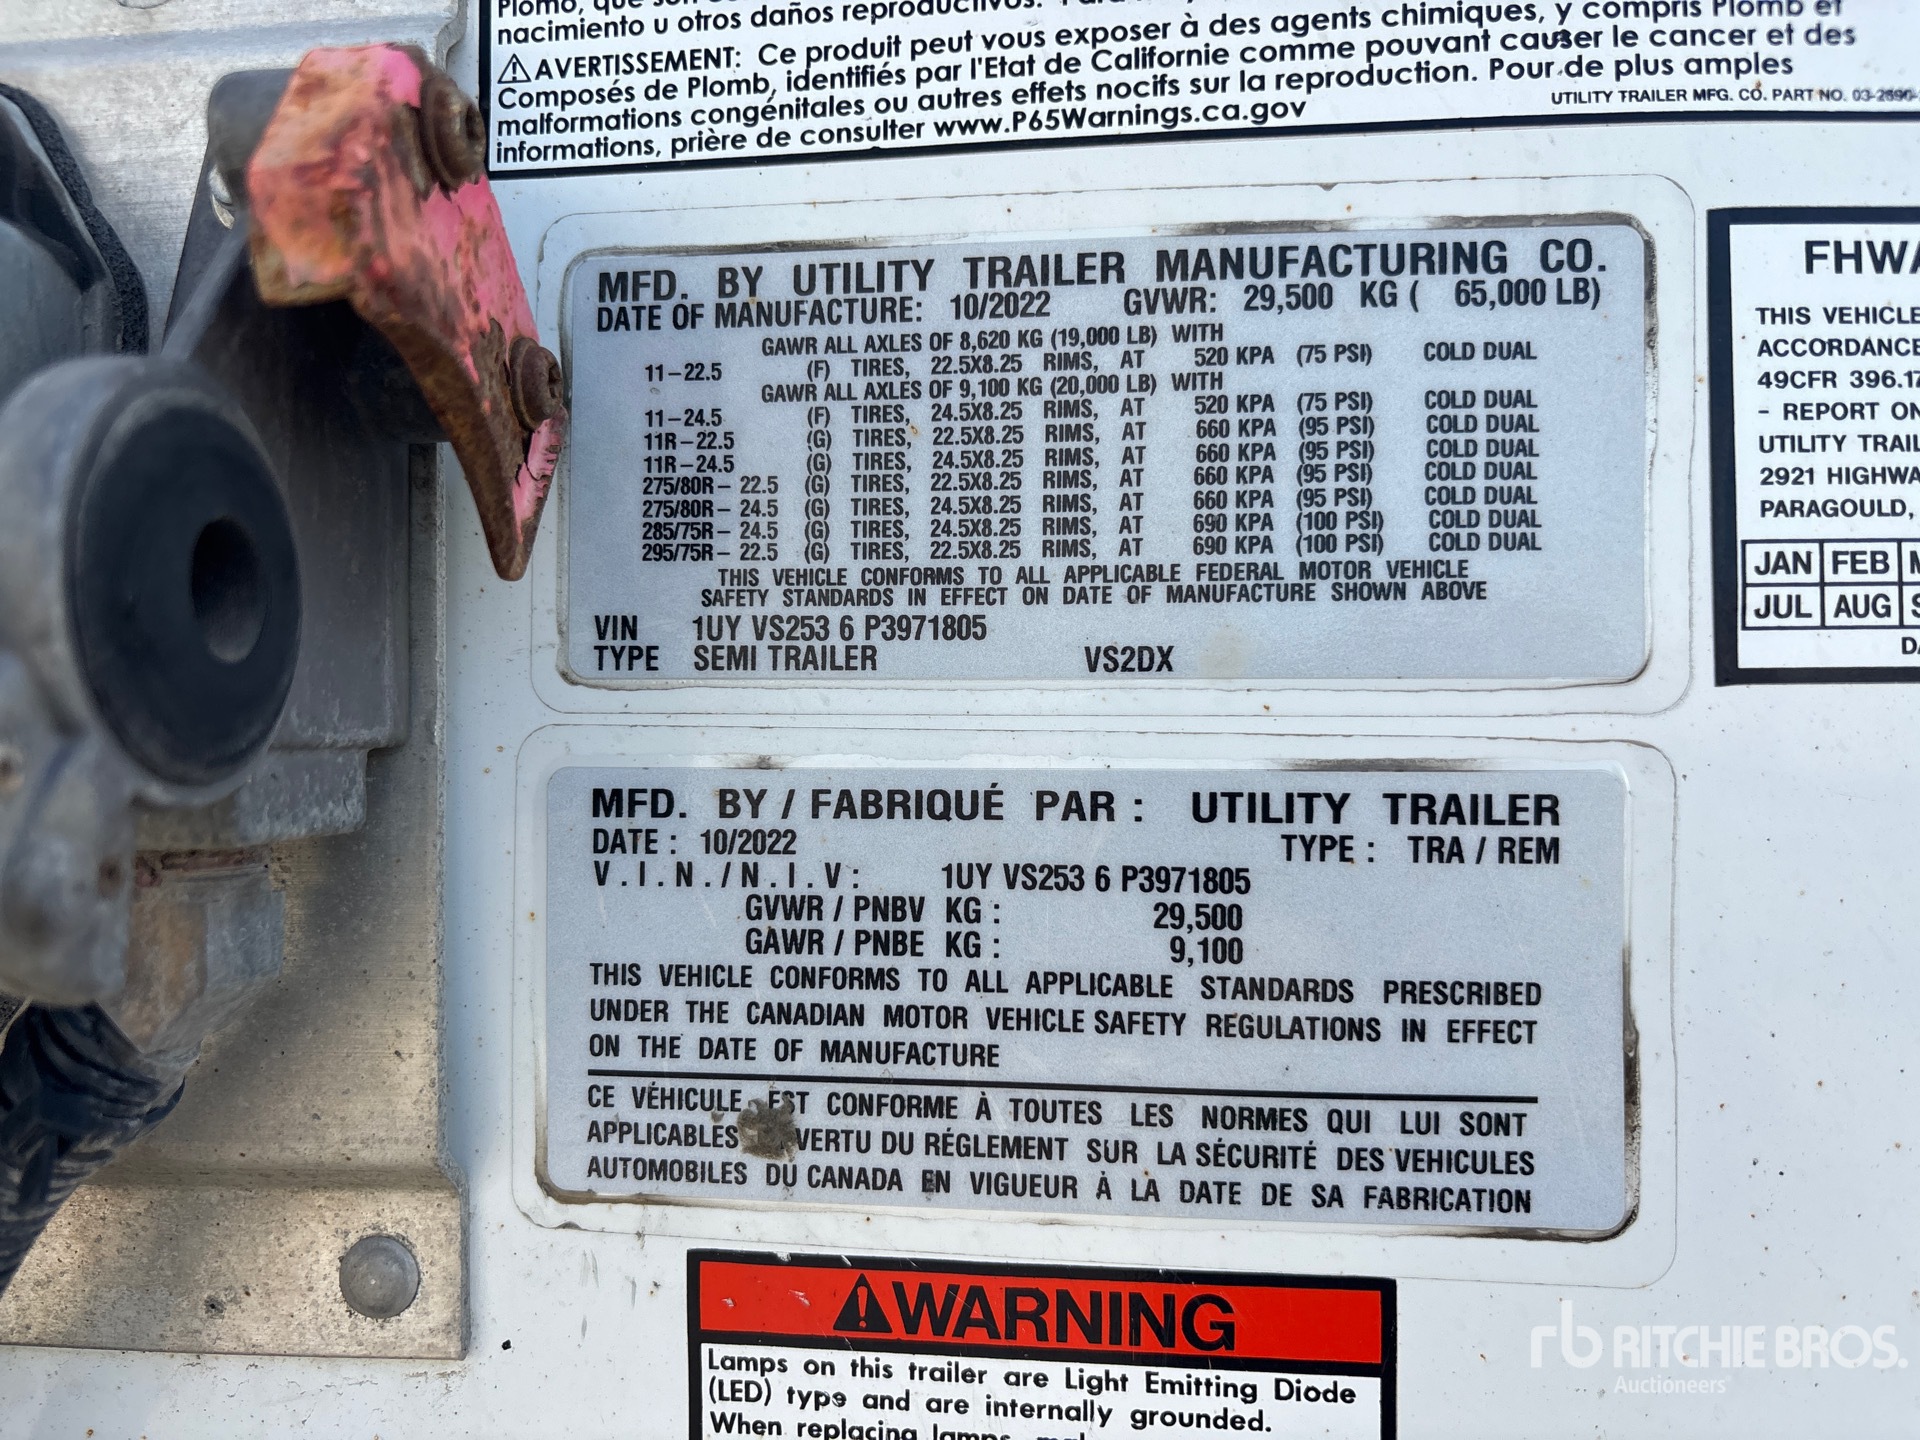 nacimiento u otros daños reproductivos.
⚠AVERTISSEMENT: Ce produit peut vous exposer à des agents chimiques, y compris Plomb et
Composés de Plomb, identifiés par l'Etat de Californie comme pouvant causer le cancer et des
malformations congénitales ou autres effets nocifs sur la reproduction. Pour de plus amples
informations, prière de consulter www.P65Warnings.ca.gov
UTILITY TRAILER MFG. CO. PART NO.
MFD. BY UTILITY TRAILER MANUFACTURING CO.
DATE OF MANUFACTURE: 10/2022 GVWR: 29,500 KG ( 65,000 LB)
GAWR ALL AXLES OF 8,620 KG (19,000 LB) WITH
11-22.5 (F) TIRES, 22.5X8.25 RIMS, AT 520 KPA (75 PSI) COLD DUAL
GAWR ALL AXLES OF 9,100 KG (20,000 LB) WITH
11-24.5 (F) TIRES, 24.5X8.25 RIMS, AT 520 KPA (75 PSI) COLD DUAL
11R-22.5 (G) TIRES, 22.5X8.25 RIMS, AT 660 KPA (95 PSI) COLD DUAL
11R-24.5 (G) TIRES, 24.5X8.25 RIMS, AT 660 KPA (95 PSI) COLD DUAL
275/80R- 22.5 (G) TIRES, 22.5X8.25 RIMS, AT 660 KPA (95 PSI) COLD DUAL
275/80R- 24.5 (G) TIRES, 24.5X8.25 RIMS, AT 660 KPA (95 PSI) COLD DUAL
285/75R- 24.5 (G) TIRES, 24.5X8.25 RIMS, AT 690 KPA (100 PSI) COLD DUAL
295/75R- 22.5 (G) TIRES, 22.5X8.25 RIMS, AT 690 KPA (100 PSI) COLD DUAL
THIS VEHICLE CONFORMS TO ALL APPLICABLE FEDERAL MOTOR VEHICLE
SAFETY STANDARDS IN EFFECT ON DATE OF MANUFACTURE SHOWN ABOVE
VIN 1UY VS253 6 P3971805
TYPE SEMI TRAILER VS2DX
FHWA
THIS VEHICLE
ACCORDANCE
49CFR 396.17
- REPORT ON
UTILITY TRAIL
2921 HIGHWA
PARAGOULD,
JAN FEB
JUL AUG
MFD. BY / FABRIQUÉ PAR : UTILITY TRAILER
DATE : 10/2022 TYPE : TRA / REM
V.I.N./N.I.V: 1UY VS253 6 P3971805
GVWR / PNBV KG : 29,500
GAWR / PNBE KG : 9,100
THIS VEHICLE CONFORMS TO ALL APPLICABLE STANDARDS PRESCRIBED
UNDER THE CANADIAN MOTOR VEHICLE SAFETY REGULATIONS IN EFFECT
ON THE DATE OF MANUFACTURE
CE VÉHICULE EST CONFORME À TOUTES LES NORMES QUI LUI SONT
APPLICABLES VERTU DU RÉGLEMENT SUR LA SÉCURITÉ DES VEHICULES
AUTOMOBILES DU CANADA EN VIGUEUR À LA DATE DE SA FABRICATION
⚠WARNING
Lamps on this trailer are Light Emitting Diode
(LED) type and are internally grounded.
When replacing lamps,
rb RITCHIE BROS.
Auctioneers